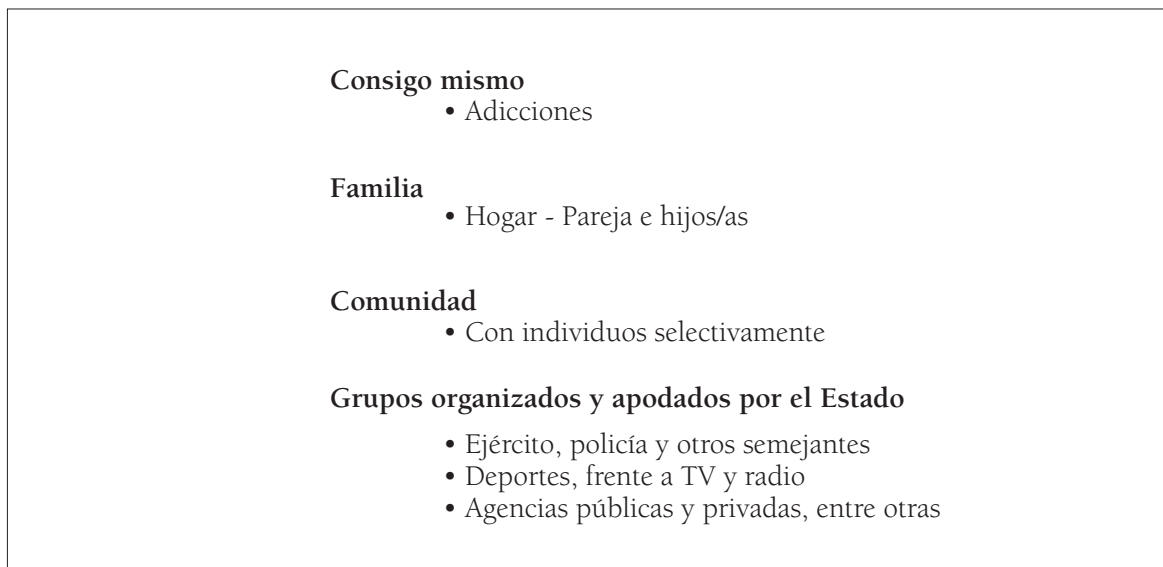 Consigo mismo
• Adicciones
Familia
• Hogar - Pareja e hijos/as
Comunidad
• Con individuos selectivamente
Grupos organizados y apodados por el Estado
• Ejército, policía y otros semejantes
• Deportes, frente a TV y radio
• Agencias públicas y privadas, entre otras